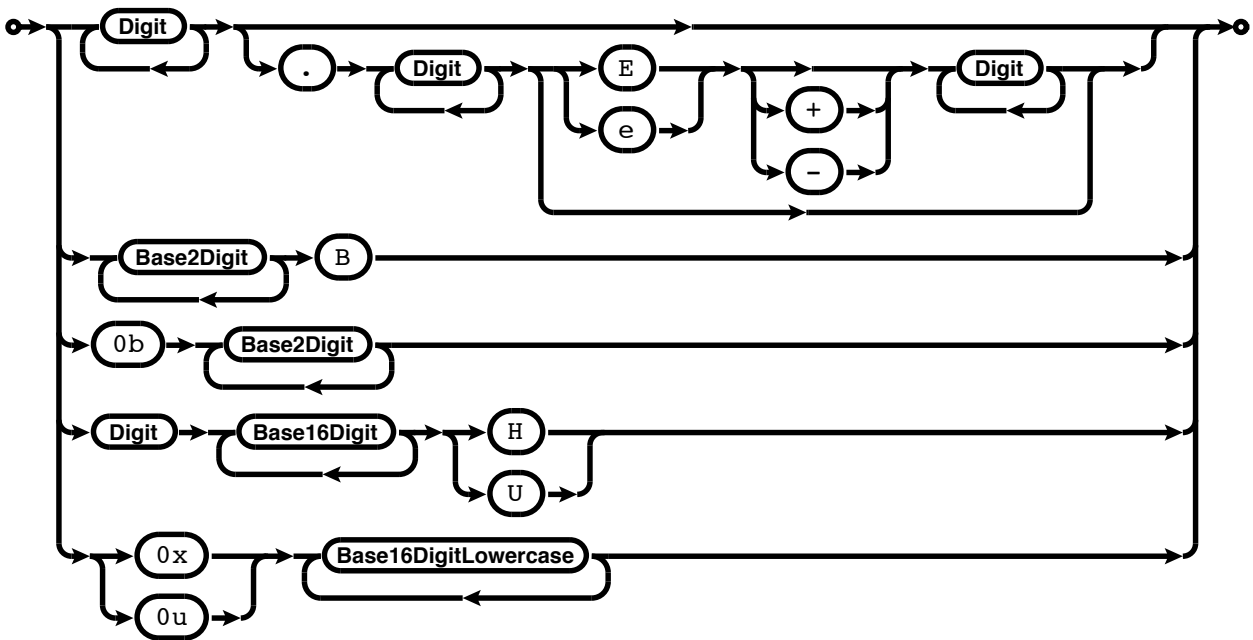 Digit
. Digit E Digit
e +
-
Base2Digit B
0b Base2Digit
Digit Base16Digit H
U
0x Base16DigitLowercase
0u